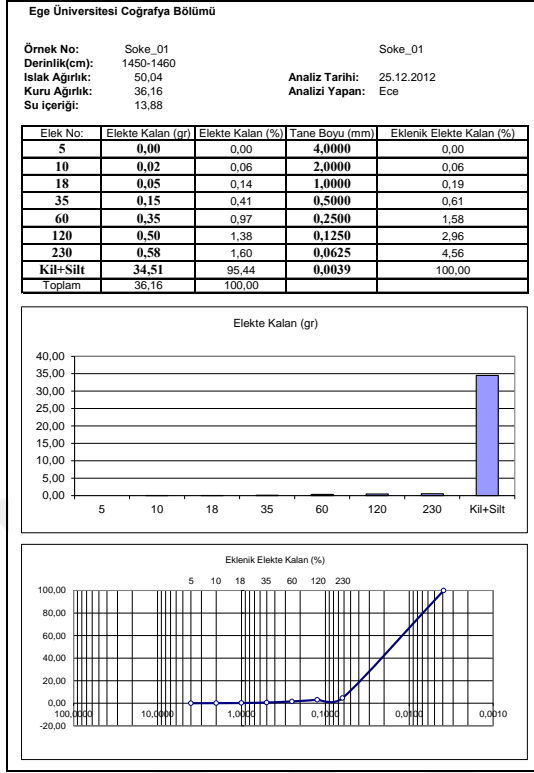 Ege Üniversitesi Coğrafya Bölümü
Örnek No: Soke_01 Soke_01
Derinlik(cm): 1450-1460
Islak Ağırlık: 50,04 Analiz Tarihi: 25.12.2012
Kuru Ağırlık: 36,16 Analizi Yapan: Ece
Su içeriği: 13,88
Elek No: Elekte Kalan (gr) Elekte Kalan (%) Tane Boyu (mm) Eklenik Elekte Kalan (%)
5 0,00 0,00 4,0000 0,00
10 0,02 0,06 2,0000 0,06
18 0,05 0,14 1,0000 0,19
35 0,15 0,41 0,5000 0,61
60 0,35 0,97 0,2500 1,58
120 0,50 1,38 0,1250 2,96
230 0,58 1,60 0,0625 4,56
Kil+Silt 34,51 95,44 0,0039 100,00
Toplam 36,16 100,00
Elekte Kalan (gr)
40,00
35,00
30,00
25,00
20,00
15,00
10,00
5,00
0,00
5 10 18 35 60 120 230 Kil+Silt
Eklenik Elekte Kalan (%)
5 10 18 35 60 120 230
100,00
80,00
60,00
40,00
20,00
0,00
100,0000 10,0000 1,0000 0,1000 0,0100 0,0010
-20,00